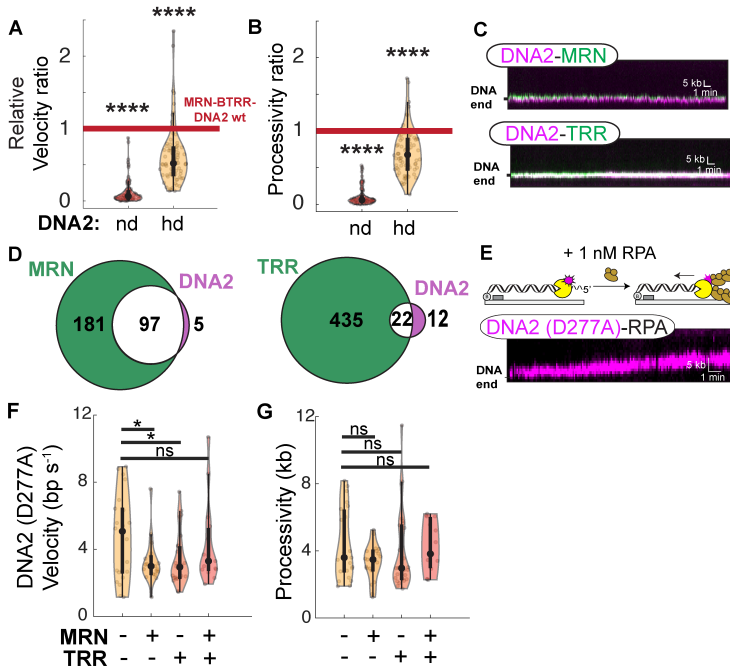 A
Relative
Velocity ratio
2
1
0
****
****
MRN-BTRR-
DNA2 wt
DNA2:
nd
hd
B
Processivity ratio
2
1
0
****
****
nd
hd
C
DNA2-MRN
DNA
end
5 kb
1 min
DNA2-TRR
DNA
end
5 kb
1 min
D
MRN
DNA2
181
97
5
TRR
DNA2
435
22
12
E
+ 1 nM RPA
5'
DNA2 (D277A)-RPA
DNA
end
5 kb
1 min
F
DNA2 (D277A)
Velocity (bp s-1)
12
8
4
0
*
*
ns
MRN - + - +
TRR - - + +
G
Processivity (kb)
12
8
4
0
ns
ns
ns
- + - +
- - + +